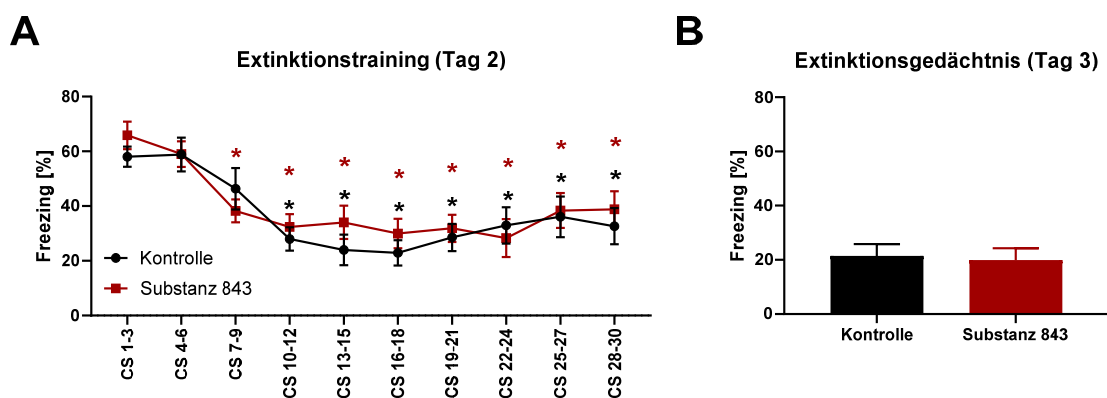 A
Extinktionstraining (Tag 2)
Freezing [%]
80
60
40
20
0
* * * * * * * *
* * * * * * *
Kontrolle
Substanz 843
CS 1-3
CS 4-6
CS 7-9
CS 10-12
CS 13-15
CS 16-18
CS 19-21
CS 22-24
CS 25-27
CS 28-30
B
Extinktionsgedächtnis (Tag 3)
Freezing [%]
80
60
40
20
0
Kontrolle
Substanz 843